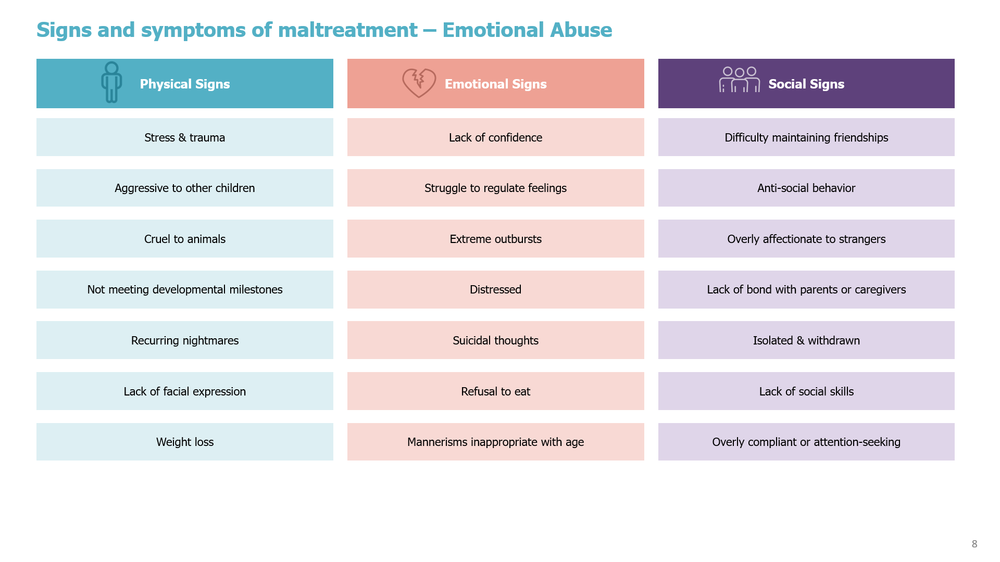 Signs and symptoms of maltreatment – Emotional Abuse
Physical Signs
Emotional Signs
Social Signs
Stress & trauma
Lack of confidence
Difficulty maintaining friendships
Aggressive to other children
Struggle to regulate feelings
Anti-social behavior
Cruel to animals
Extreme outbursts
Overly affectionate to strangers
Not meeting developmental milestones
Distressed
Lack of bond with parents or caregivers
Recurring nightmares
Suicidal thoughts
Isolated & withdrawn
Lack of facial expression
Refusal to eat
Lack of social skills
Weight loss
Mannerisms inappropriate with age
Overly compliant or attention-seeking
8